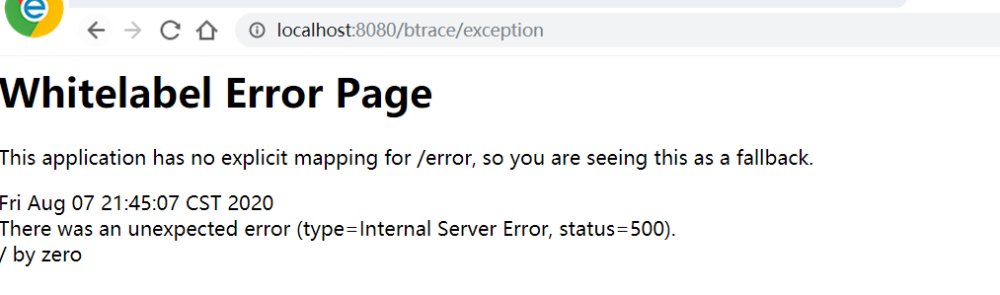 localhost:8080/btrace/exception
Whitelabel Error Page
This application has no explicit mapping for /error, so you are seeing this as a fallback.
Fri Aug 07 21:45:07 CST 2020
There was an unexpected error (type=Internal Server Error, status=500).
/ by zero